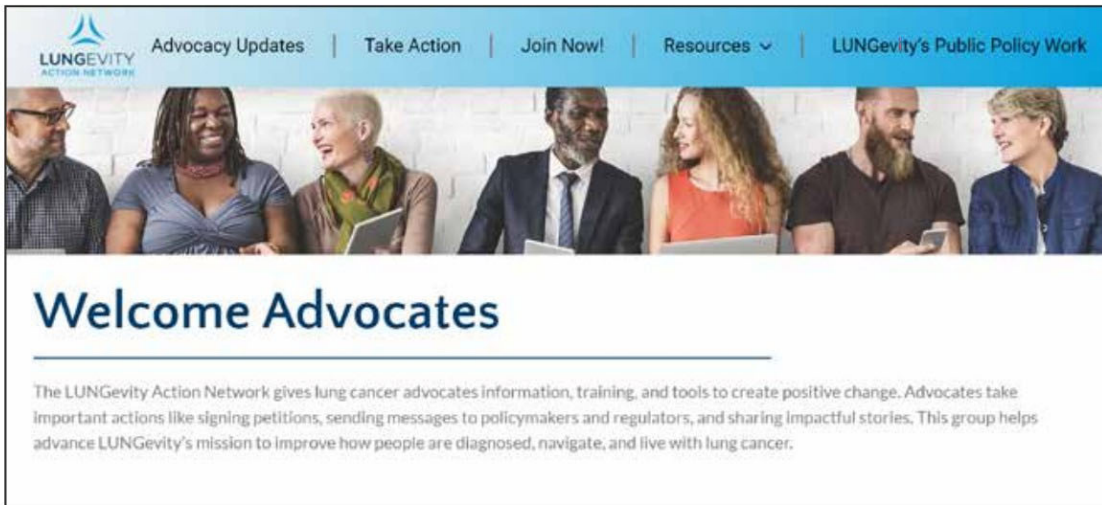 LUNGEVITY
ACTION NETWORK
Advocacy Updates | Take Action | Join Now! | Resources | LUNGevity's Public Policy Work
Welcome Advocates
The LUNGevity Action Network gives lung cancer advocates information, training, and tools to create positive change. Advocates take
important actions like signing petitions, sending messages to policymakers and regulators, and sharing impactful stories. This group helps
advance LUNGevity's mission to improve how people are diagnosed, navigate, and live with lung cancer.